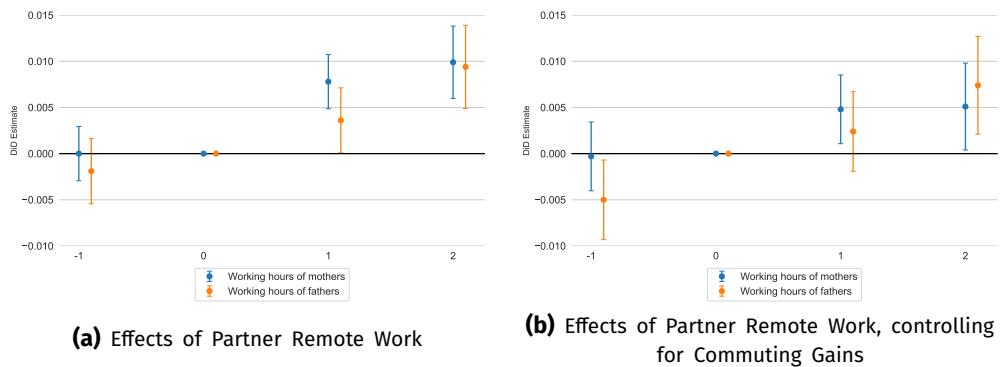 0.015
0.010
0.005
0.000
−0.005
−0.010
DiD Estimate
-1
0
1
2
Working hours of mothers
Working hours of fathers
(a) Effects of Partner Remote Work
0.015
0.010
0.005
0.000
−0.005
−0.010
DiD Estimate
-1
0
1
2
Working hours of mothers
Working hours of fathers
(b) Effects of Partner Remote Work, controlling
for Commuting Gains